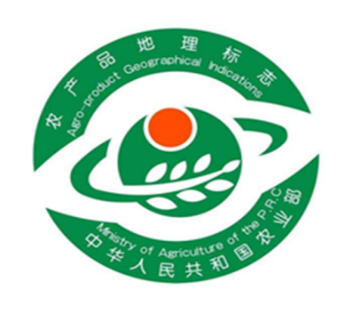 农产品地理标志
Agro-product Geographical Indications
Ministry of Agriculture of the P.R.C
中华人民共和国农业部